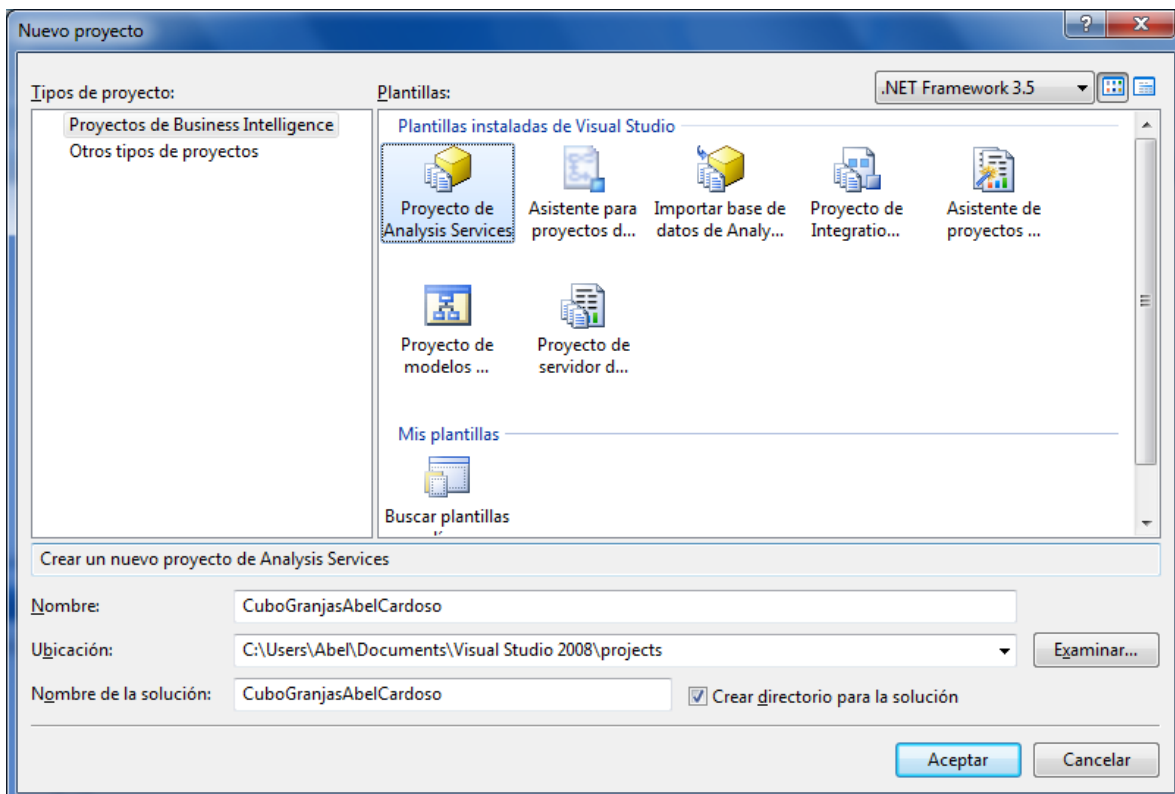 Nuevo proyecto
Tipos de proyecto:
Plantillas:
.NET Framework 3.5
Proyectos de Business Intelligence
Otros tipos de proyectos
Plantillas instaladas de Visual Studio
Proyecto de
Analysis Services
Asistente para
proyectos d...
Importar base de
datos de Analy...
Proyecto de
Integratio...
Asistente de
proyectos ...
Proyecto de
modelos ...
Proyecto de
servidor d...
Mis plantillas
Buscar plantillas
Crear un nuevo proyecto de Analysis Services
Nombre:
CuboGranjasAbelCardoso
Ubicación:
C:\Users\Abel\Documents\Visual Studio 2008\projects
Examinar...
Nombre de la solución:
CuboGranjasAbelCardoso
Crear directorio para la solución
Aceptar
Cancelar